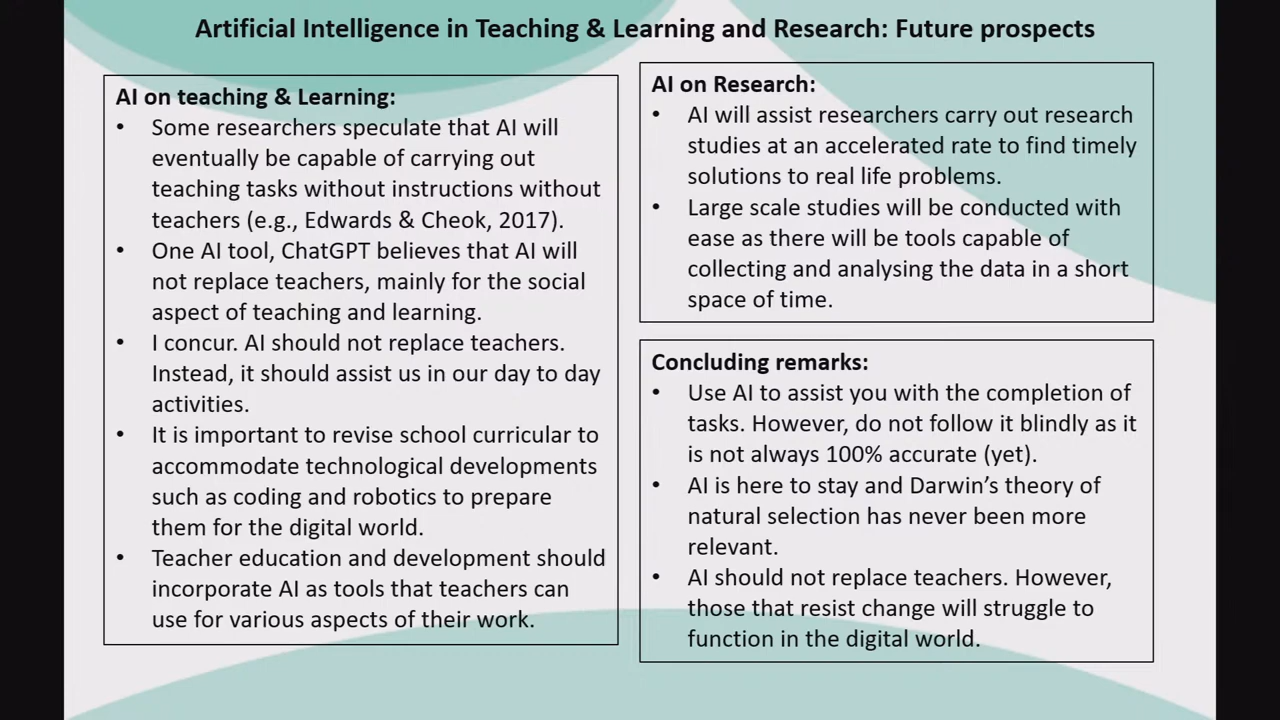 Artificial Intelligence in Teaching & Learning and Research: Future prospects
AI on teaching & Learning:
• Some researchers speculate that AI will
eventually be capable of carrying out
teaching tasks without instructions without
teachers (e.g., Edwards & Cheok, 2017).
• One AI tool, ChatGPT believes that AI will
not replace teachers, mainly for the social
aspect of teaching and learning.
• I concur. AI should not replace teachers.
Instead, it should assist us in our day to day
activities.
• It is important to revise school curricular to
accommodate technological developments
such as coding and robotics to prepare
them for the digital world.
• Teacher education and development should
incorporate AI as tools that teachers can
use for various aspects of their work.
AI on Research:
• AI will assist researchers carry out research
studies at an accelerated rate to find timely
solutions to real life problems.
• Large scale studies will be conducted with
ease as there will be tools capable of
collecting and analysing the data in a short
space of time.
Concluding remarks:
• Use AI to assist you with the completion of
tasks. However, do not follow it blindly as it
is not always 100% accurate (yet).
• AI is here to stay and Darwin’s theory of
natural selection has never been more
relevant.
• AI should not replace teachers. However,
those that resist change will struggle to
function in the digital world.